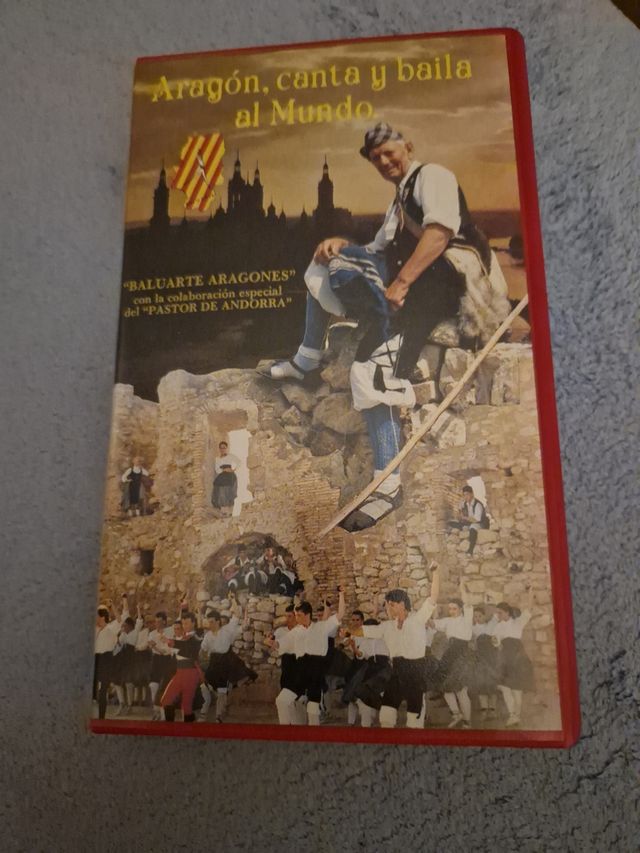 Aragón, canta y baila
al Mundo.
"BALUARTE ARAGONES"
con la colaboración especial
del "PASTOR DE ANDORRA"